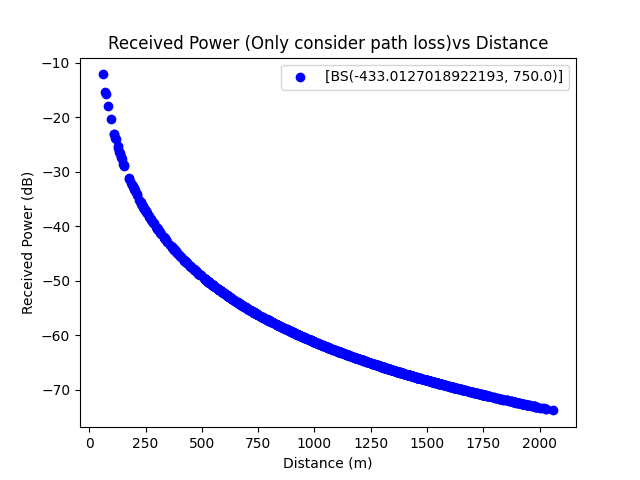 Received Power (Only consider path loss)vs Distance
[BS(-433.0127018922193, 750.0)]
Received Power (dB)
−10
−20
−30
−40
−50
−60
−70
0 250 500 750 1000 1250 1500 1750 2000
Distance (m)